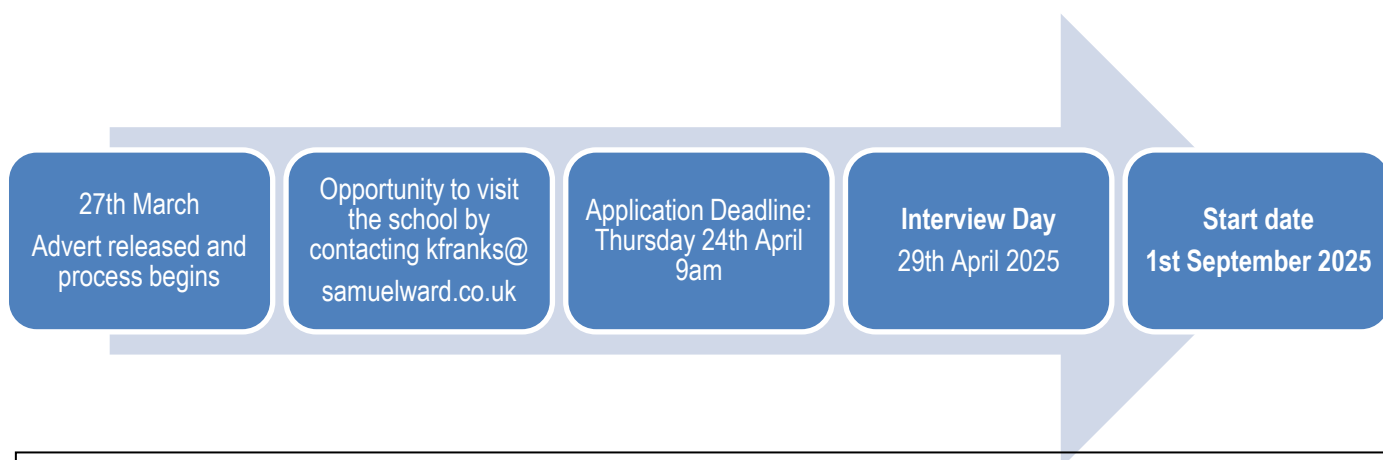 27th March
Advert released and
process begins
Opportunity to visit
the school by
contacting kfranks@
samuelward.co.uk
Application Deadline:
Thursday 24th April
9am
Interview Day
29th April 2025
Start date
1st September 2025